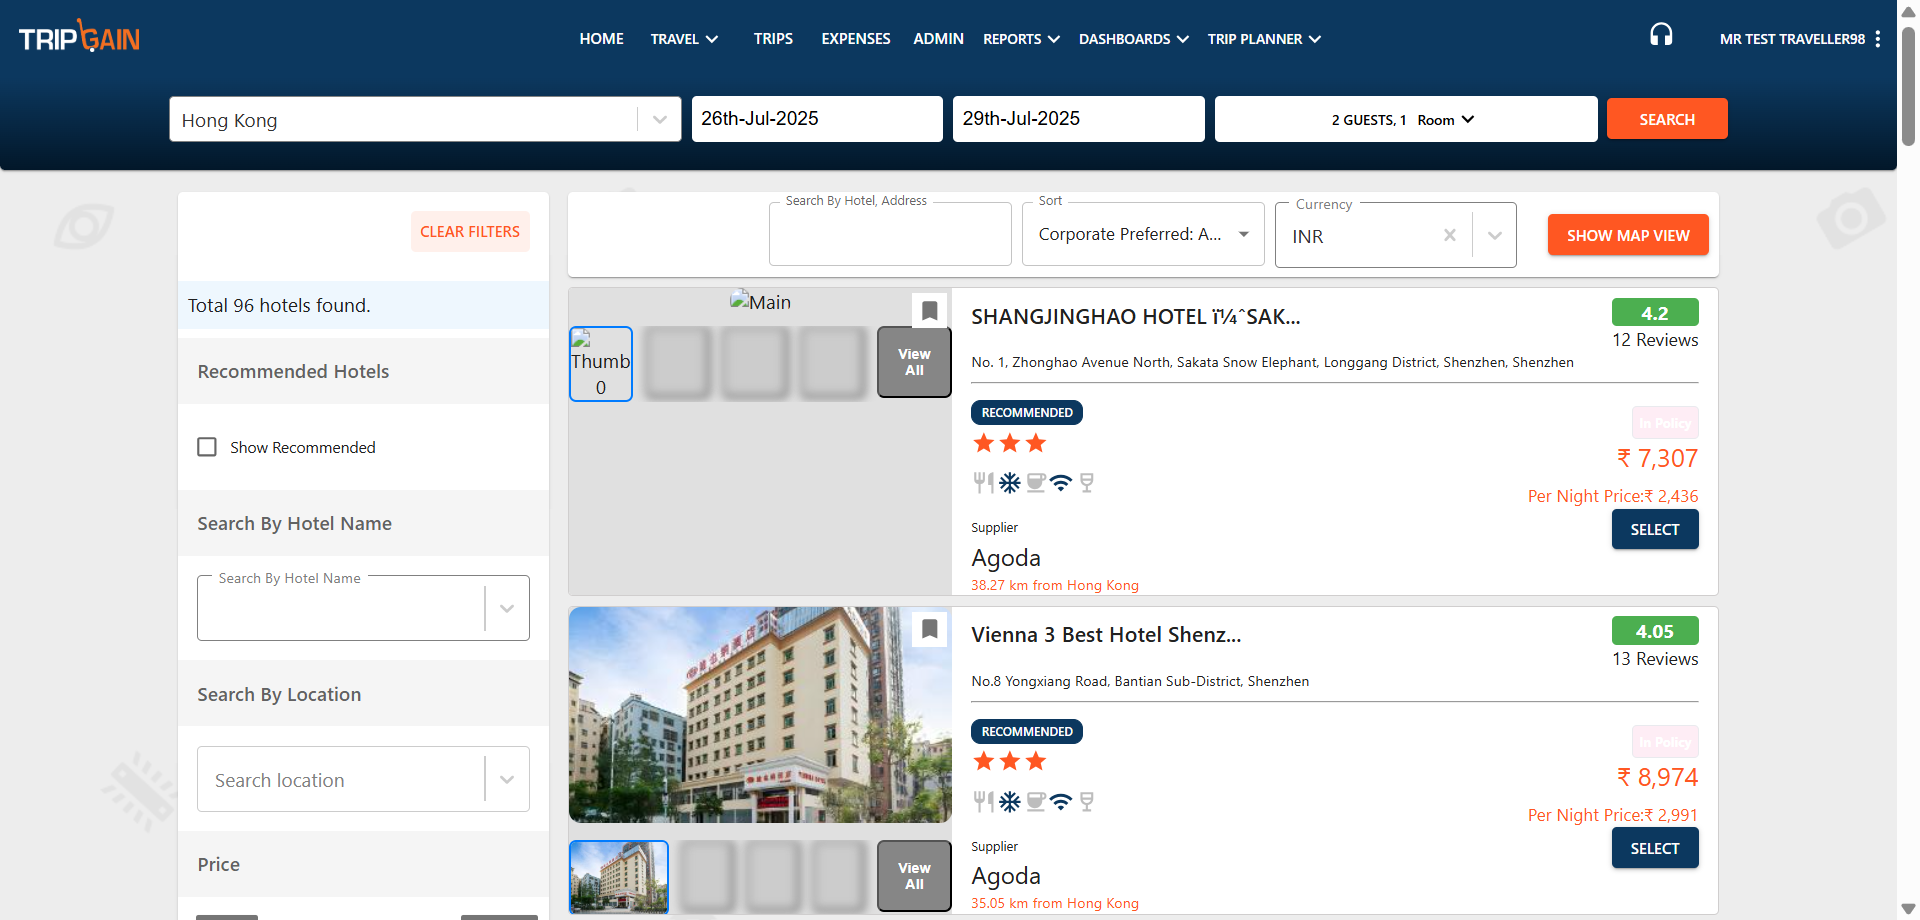 TRIPGAIN
HOME TRAVEL TRIPS EXPENSES ADMIN REPORTS DASHBOARDS TRIP PLANNER
MR TEST TRAVELLER98
Hong Kong
26th-Jul-2025
29th-Jul-2025
2 GUESTS, 1 Room
SEARCH
CLEAR FILTERS
Total 96 hotels found.
Recommended Hotels
Show Recommended
Search By Hotel Name
Search By Hotel Name
Search By Location
Search location
Price
Search By Hotel, Address
Sort
Corporate Preferred: A...
Currency
INR
SHOW MAP VIEW
Main
Thumb
0
View
All
SHANGJINGHAO HOTEL ï¼ˆSAK...
4.2
12 Reviews
No. 1, Zhonghao Avenue North, Sakata Snow Elephant, Longgang District, Shenzhen, Shenzhen
RECOMMENDED
In Policy
₹ 7,307
Per Night Price:₹ 2,436
SELECT
Supplier
Agoda
38.27 km from Hong Kong
View
All
Vienna 3 Best Hotel Shenz...
4.05
13 Reviews
No.8 Yongxiang Road, Bantian Sub-District, Shenzhen
RECOMMENDED
In Policy
₹ 8,974
Per Night Price:₹ 2,991
SELECT
Supplier
Agoda
35.05 km from Hong Kong